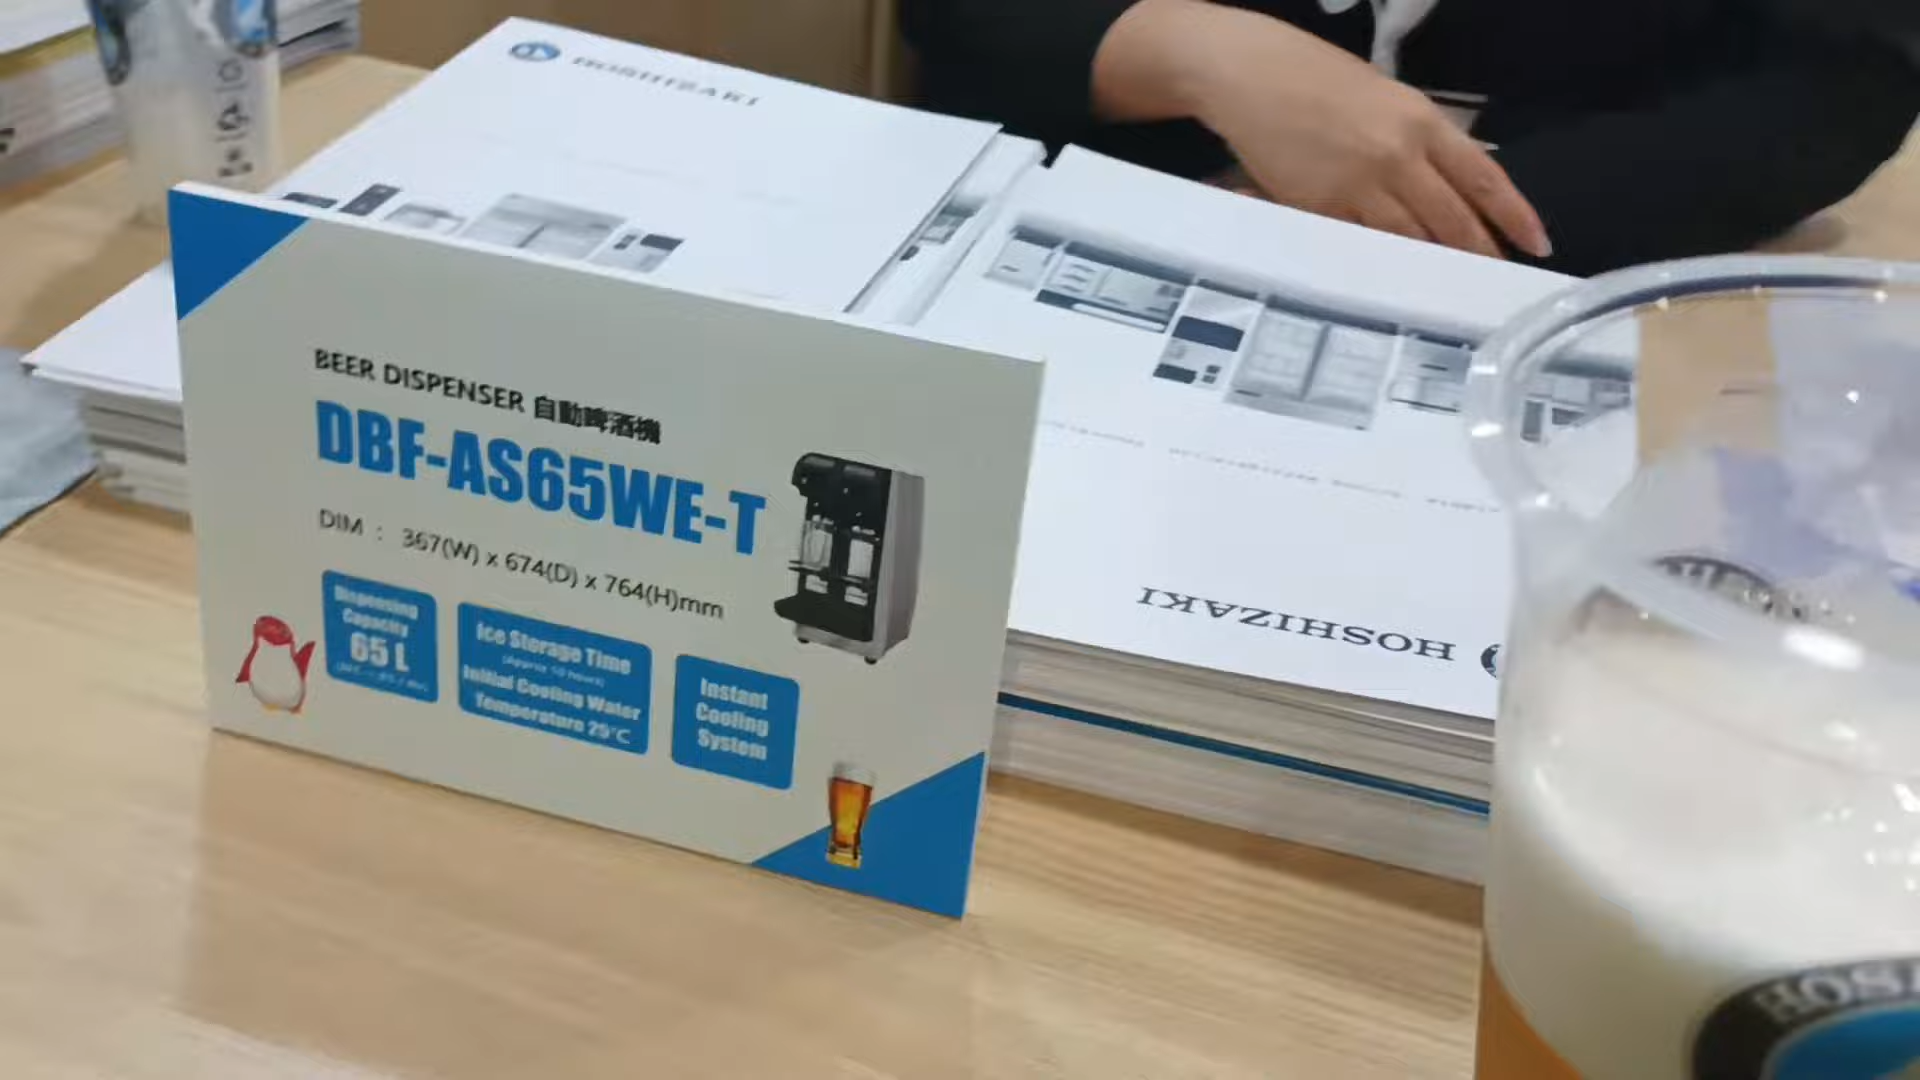 HOSHIZAKI
BEER DISPENSER 自動啤酒機
DBF-AS65WE-T
DIM : 367(W) x 674(D) x 764(H)mm
Dispensing
Capacity
65 L
Ice Storage Time
Initial Cooling Water
Temperature 29°C
Instant
Cooling
System
HOSHIZAKI